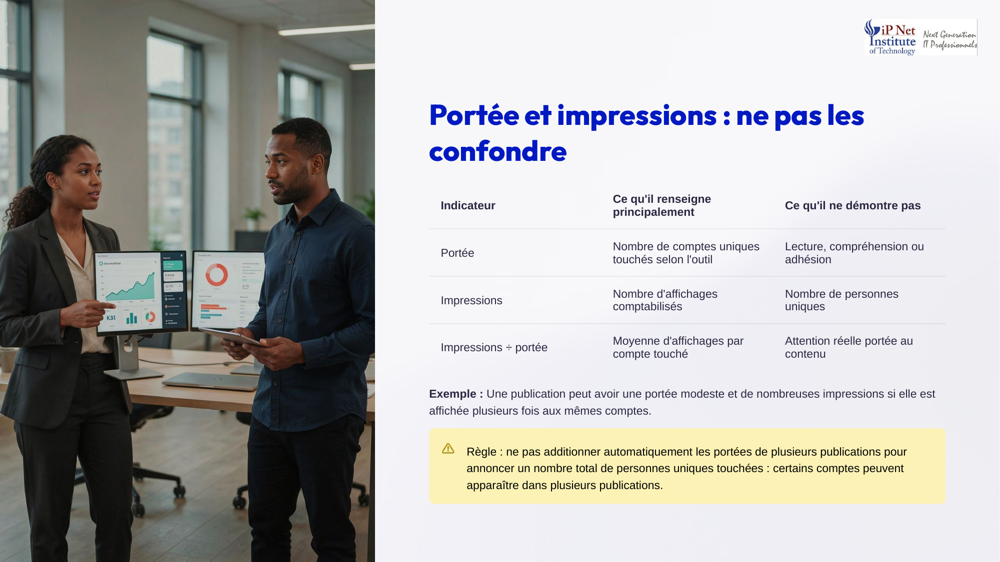 iP Net
Institute
of Technology
Next Generation
IT Professionnels
Portée et impressions : ne pas les
confondre
Indicateur
Ce qu'il renseigne
principalement
Ce qu'il ne démontre pas
Portée
Nombre de comptes uniques
touchés selon l'outil
Lecture, compréhension ou
adhésion
Impressions
Nombre d'affichages
comptabilisés
Nombre de personnes
uniques
Impressions ÷ portée
Moyenne d'affichages par
compte touché
Attention réelle portée au
contenu
Exemple : Une publication peut avoir une portée modeste et de nombreuses impressions si elle est
affichée plusieurs fois aux mêmes comptes.
Règle : ne pas additionner automatiquement les portées de plusieurs publications pour
annoncer un nombre total de personnes uniques touchées : certains comptes peuvent
apparaître dans plusieurs publications.
K31